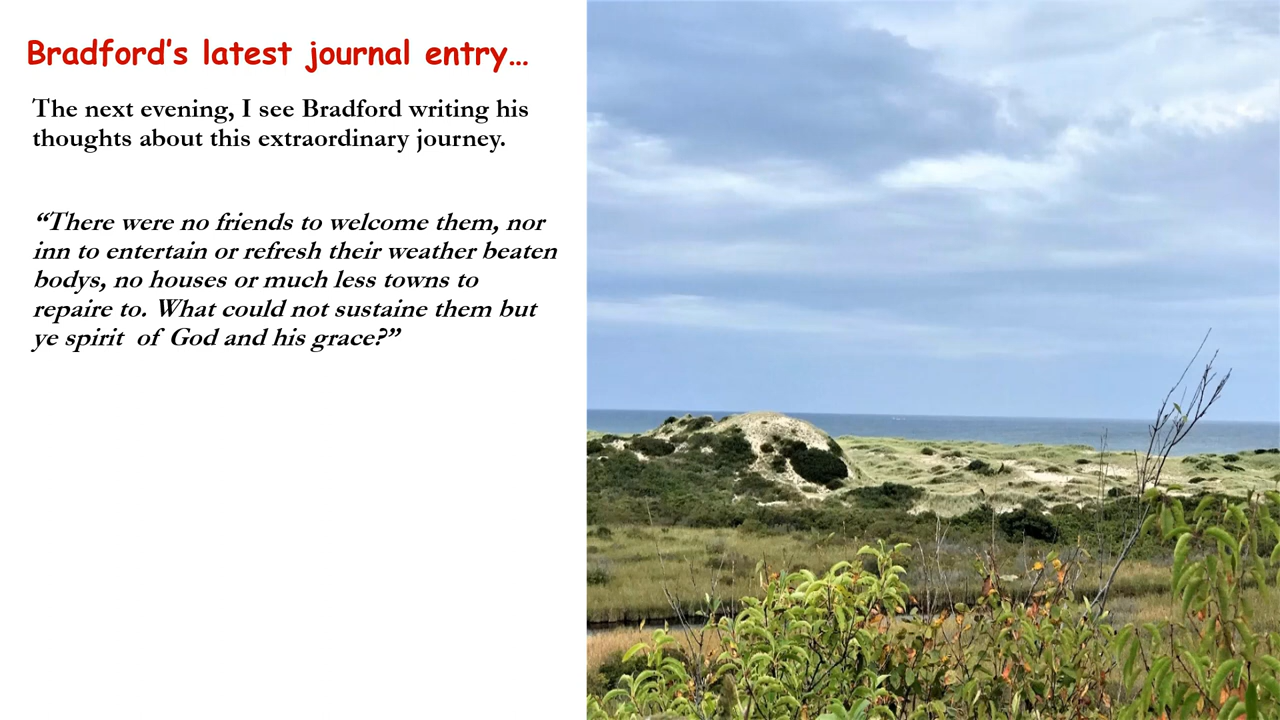 Bradford’s latest journal entry…
The next evening, I see Bradford writing his
thoughts about this extraordinary journey.
“There were no friends to welcome them, nor
inn to entertain or refresh their weather beaten
bodys, no houses or much less towns to
repaire to. What could not sustaine them but
ye spirit  of God and his grace?”